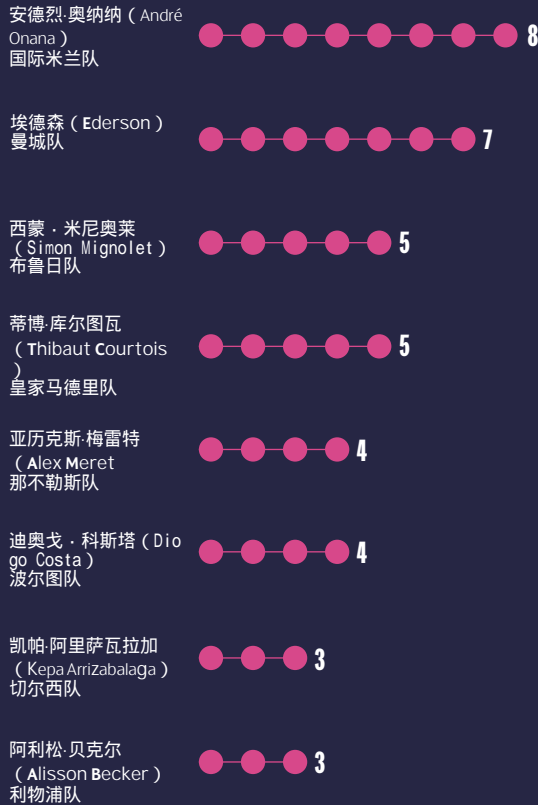 安德烈·奥纳纳（André
Onana）
国际米兰队
8
埃德森（Ederson）
曼城队
7
西蒙·米尼奥莱
（Simon Mignolet）
布鲁日队
5
蒂博·库尔图瓦
（Thibaut Courtois
）
皇家马德里队
5
亚历克斯·梅雷特
（Alex Meret
那不勒斯队
4
迪奥戈·科斯塔（Dio
go Costa）
波尔图队
4
凯帕·阿里萨瓦拉加
（Kepa Arrizabalaga）
切尔西队
3
阿利松·贝克尔
（Alisson Becker）
利物浦队
3